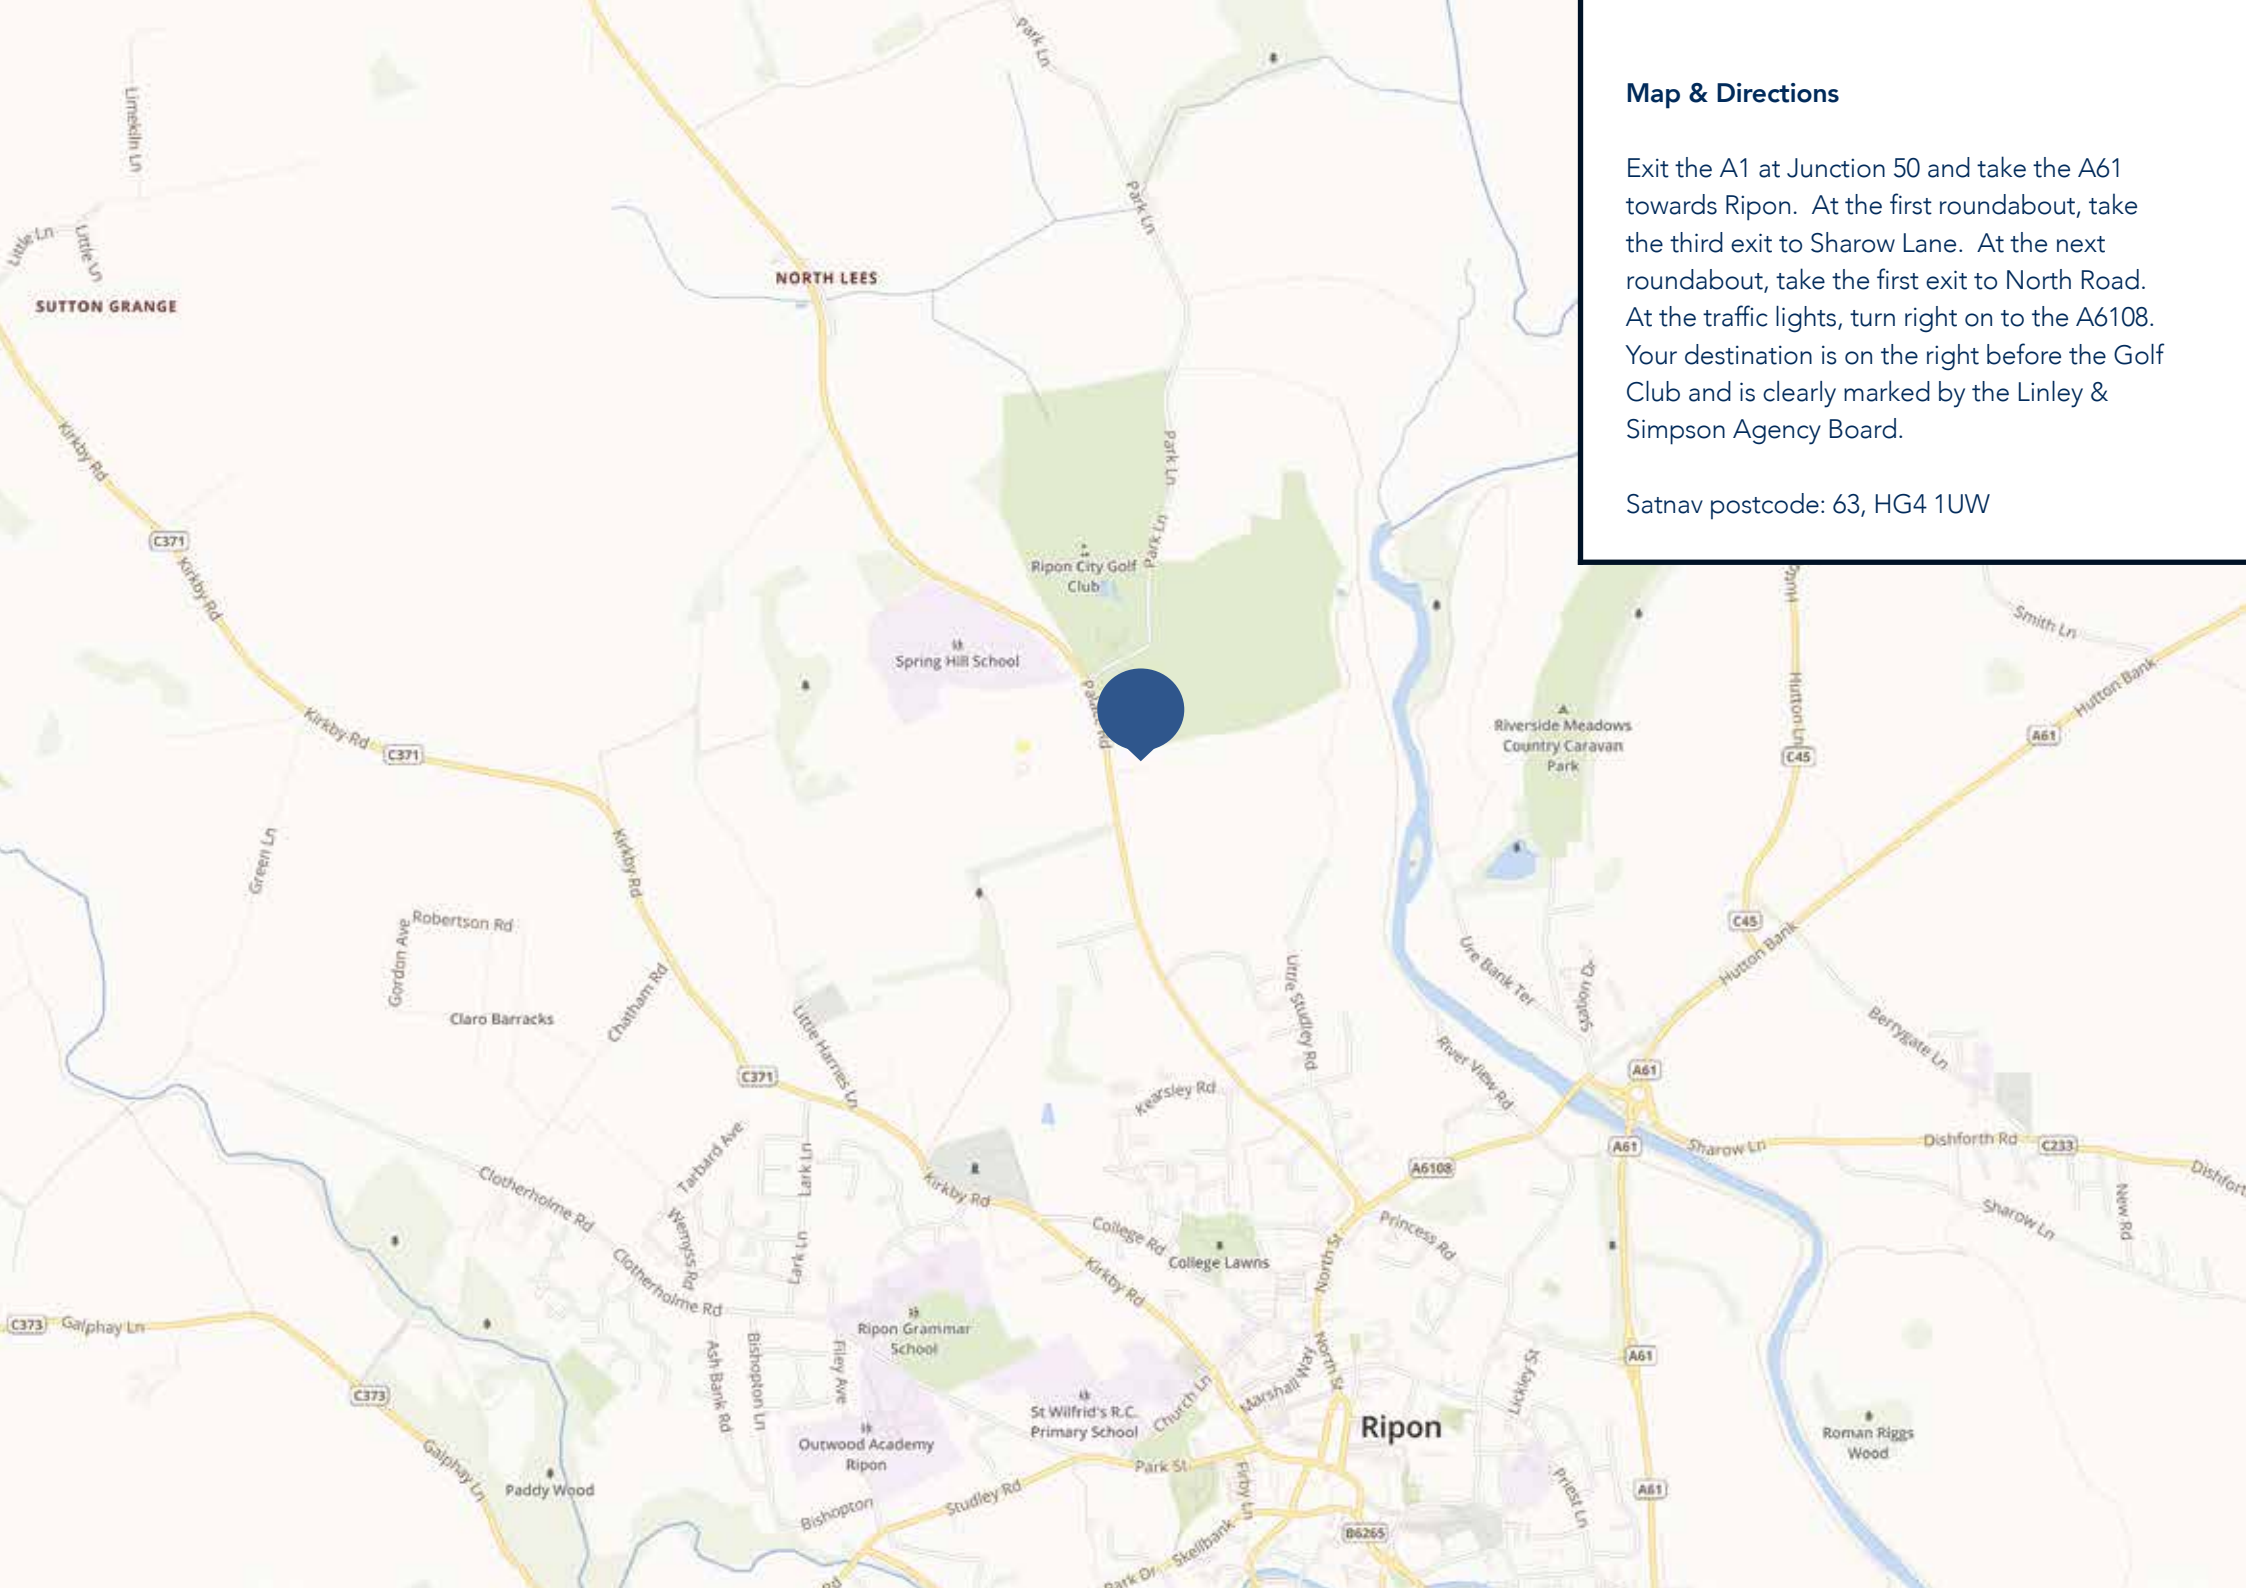 Map & Directions
Exit the A1 at Junction 50 and take the A61
towards Ripon. At the first roundabout, take
the third exit to Sharow Lane. At the next
roundabout, take the first exit to North Road.
At the traffic lights, turn right on to the A6108.
Your destination is on the right before the Golf
Club and is clearly marked by the Linley &
Simpson Agency Board.
Satnav postcode: 63, HG4 1UW
Park Ln
Limekiln Ln
Park Ln
Little Ln
Little Ln
NORTH LEES
SUTTON GRANGE
Kirkby Rd
Park Ln
C371
Park Ln
Ripon City Golf
Club
Kirkby Rd
Smith Ln
Spring Hill School
Hutton Ln
Hutton Bank
Kirkby Rd
C371
Rd
Riverside Meadows
Country Caravan
Park
A61
C45
Green Ln
Kirkby Rd
Robertson Rd
Gordon Ave
C45
Hutton Bank
Ure Bank Ter
Station Dr
Little Studley Rd
Chatham Rd
Claro Barracks
Little Harries Ln
Berrygate Ln
River View Rd
C371
A61
Kearsley Rd
Tarbard Ave
Lark Ln
A6108
A61
Sharow Ln
Dishforth Rd
C233
Clotherholme Rd
Kirkby Rd
Wemyss Rd
Lark Ln
College Rd
College Lawns
North St
Princess Rd
Sharow Ln
New Rd
Clotherholme Rd
Kirkby Rd
C373
Galphay Ln
Ripon Grammar
School
Ash Bank Rd
Bishopton Ln
Filey Ave
North St
Marshall Way
Church Ln
Lickley St
A61
C373
St Wilfrid's R.C.
Primary School
Ripon
Roman Riggs
Wood
Outwood Academy
Ripon
Galphay Ln
Park St
Firby Ln
Priest Ln
Paddy Wood
Studley Rd
Bishopton
A61
Skellbank
B6265
Park Dr
Rd